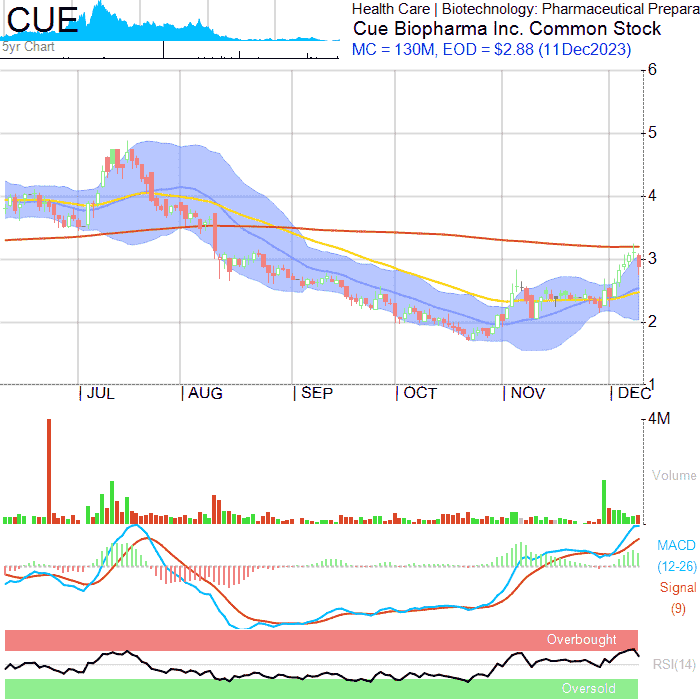 CUE
Health Care | Biotechnology: Pharmaceutical Prepara
Cue Biopharma Inc. Common Stock
5yr Chart
MC = 130M, EOD = $2.88 (11Dec2023)
6
5
4
3
2
1
JUL AUG SEP OCT NOV DEC
4M
Volume
MACD
(12-26)
Signal
(9)
Overbought
RSI(14)
Oversold